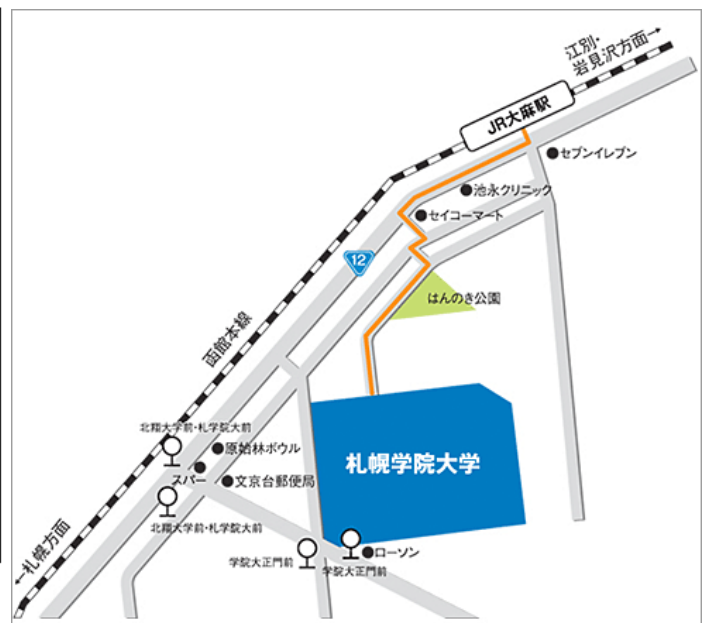 江別・
岩見沢方面→
JR大麻駅
セブンイレブン
池永クリニック
セイコーマート
12
はんのき公園
函館本線
北翔大学前・札学院大前
原始林ボウル
札幌学院大学
スパー
文京台郵便局
北翔大学前・札学院大前
←札幌方面
ローソン
学院大正門前
学院大正門前